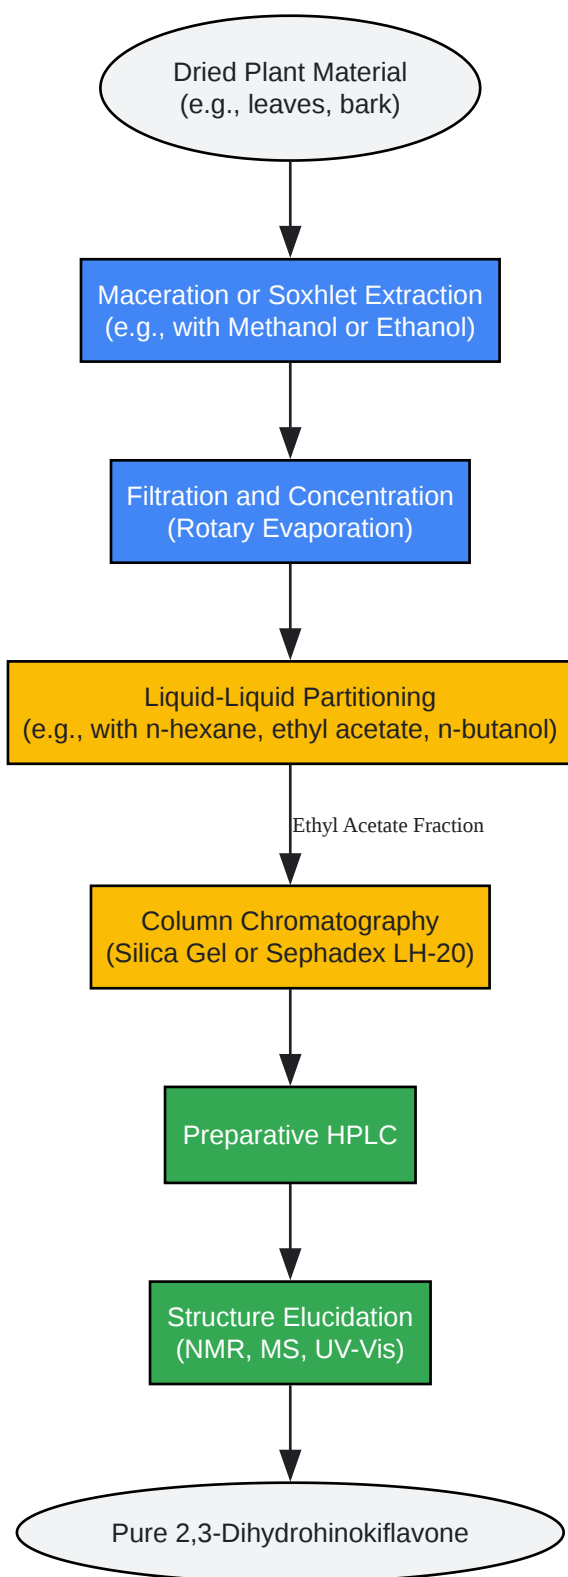 Dried Plant Material
(e.g., leaves, bark)
Maceration or Soxhlet Extraction
(e.g., with Methanol or Ethanol)
Filtration and Concentration
(Rotary Evaporation)
Liquid-Liquid Partitioning
(e.g., with n-hexane, ethyl acetate, n-butanol)
Ethyl Acetate Fraction
Column Chromatography
(Silica Gel or Sephadex LH-20)
Preparative HPLC
Structure Elucidation
(NMR, MS, UV-Vis)
Pure 2,3-Dihydrohinokiflavone